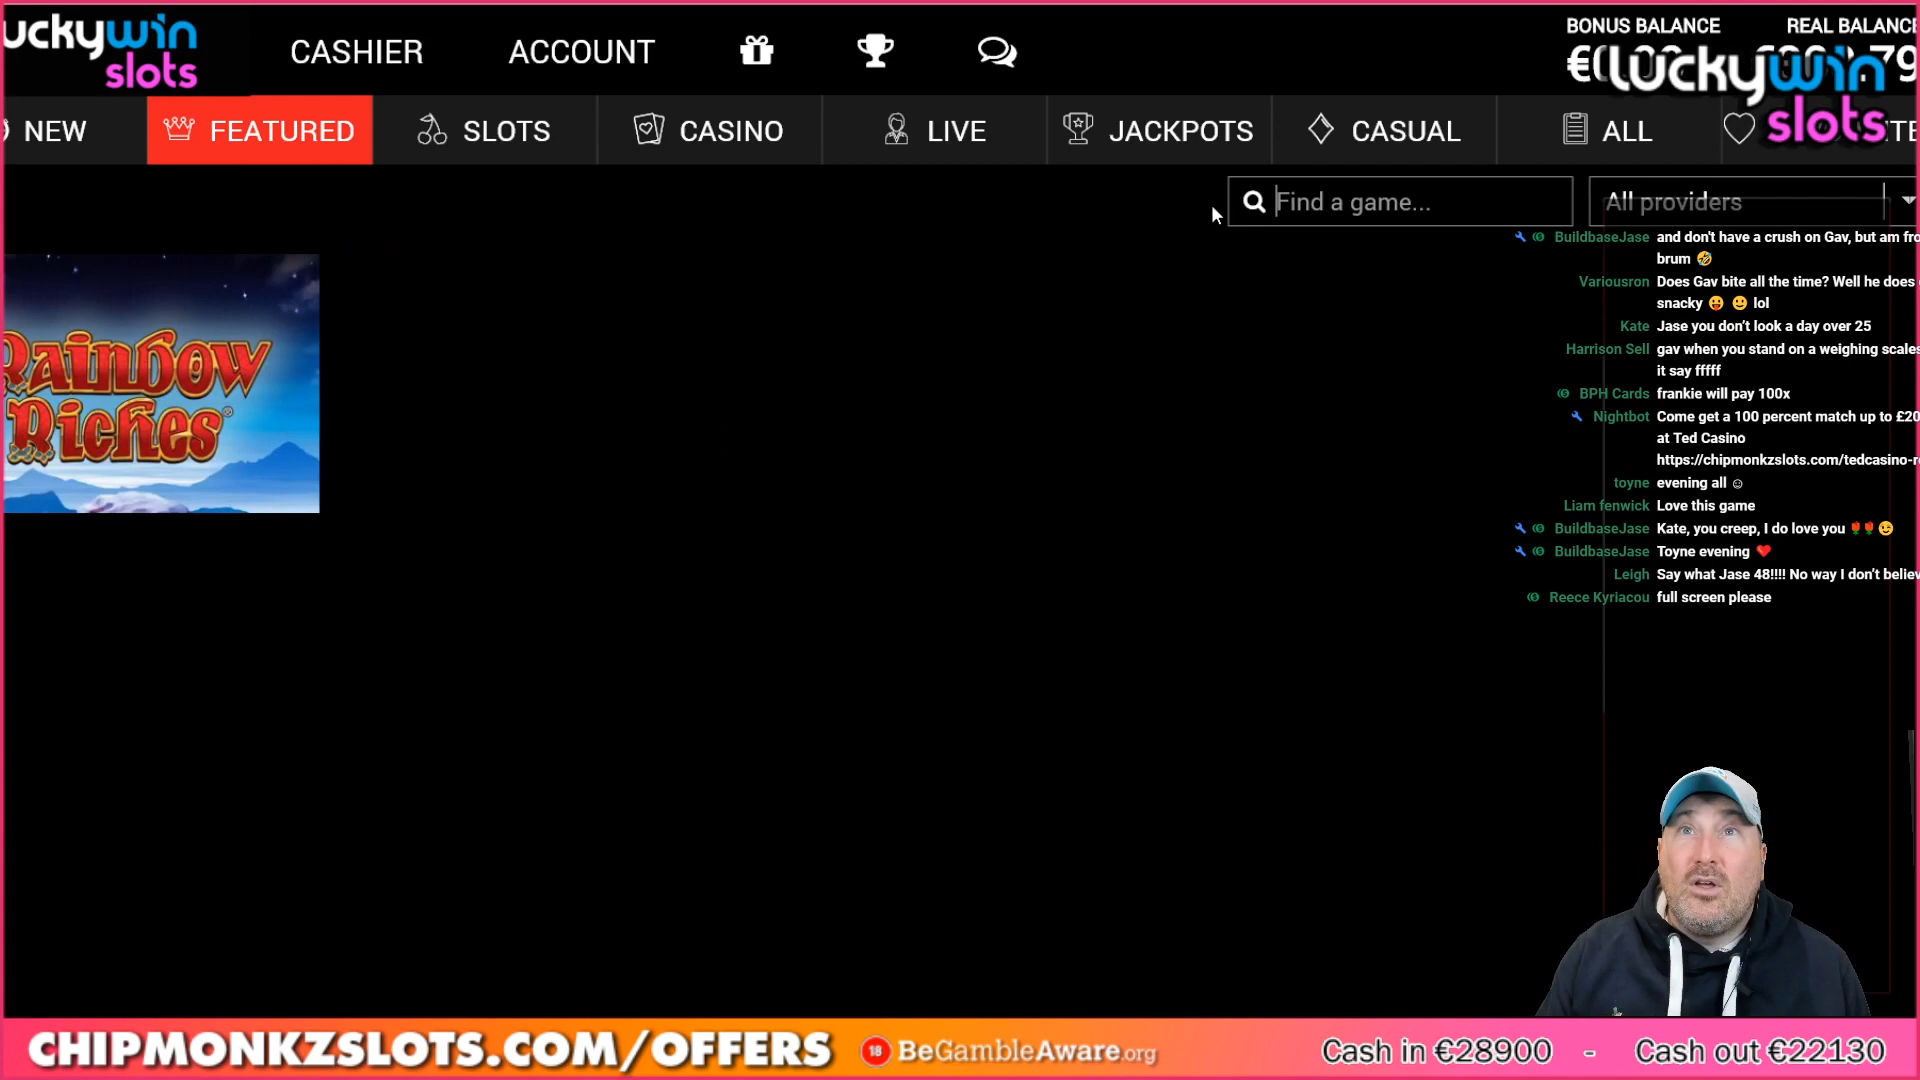 uckywin
slots
CASHIER
ACCOUNT
BONUS BALANCE
REAL BALANCE
luckywin
slots
NEW
FEATURED
SLOTS
CASINO
LIVE
JACKPOTS
CASUAL
ALL
Find a game...
All providers
Rainbow
Riches®
BuildbaseJase and don't have a crush on Gav, but am fro
brum 🤣
Variousron Does Gav bite all the time? Well he does
snacky 😛 🙂 lol
Kate Jase you don't look a day over 25
Harrison Sell gav when you stand on a weighing scales
it say fffff
BPH Cards frankie will pay 100x
Nightbot Come get a 100 percent match up to £20
at Ted Casino
https://chipmonkzslots.com/tedcasino-r
toyne evening all ☺
Liam fenwick Love this game
BuildbaseJase Kate, you creep, I do love you 🌹🌹😉
BuildbaseJase Toyne evening ❤️
Leigh Say what Jase 48!!!! No way I don't believ
Reece Kyriacou full screen please
CHIPMONKZSLOTS.COM/OFFERS
18 BeGambleAware.org
Cash in €28900 - Cash out €22130